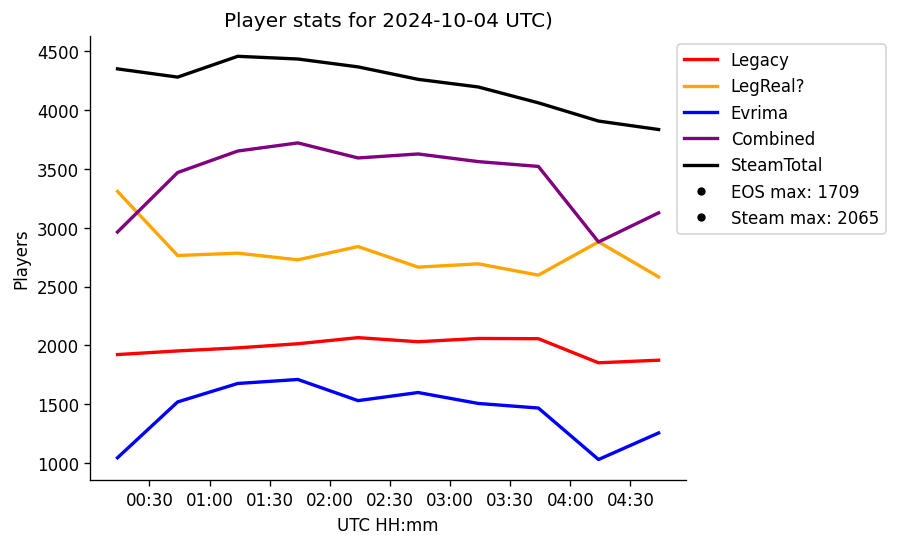 Player stats for 2024-10-04 UTC)
4500
4000
3500
3000
2500
2000
1500
1000
Players
00:30 01:00 01:30 02:00 02:30 03:00 03:30 04:00 04:30
UTC HH:mm
Legacy
LegReal?
Evrima
Combined
SteamTotal
EOS max: 1709
Steam max: 2065